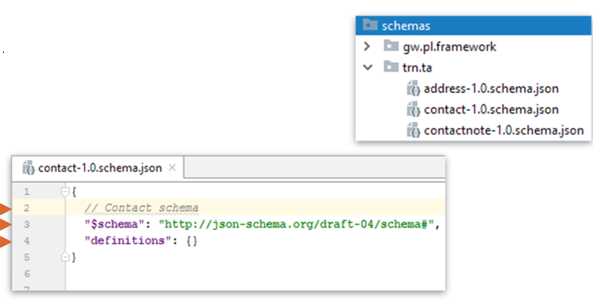 schemas
gw.pl.framework
trn.ta
address-1.0.schema.json
contact-1.0.schema.json
contactnote-1.0.schema.json
contact-1.0.schema.json
1 {
2 // Contact schema
3 "$schema": "http://json-schema.org/draft-04/schema#",
4 "definitions": {}
5 }
6
7